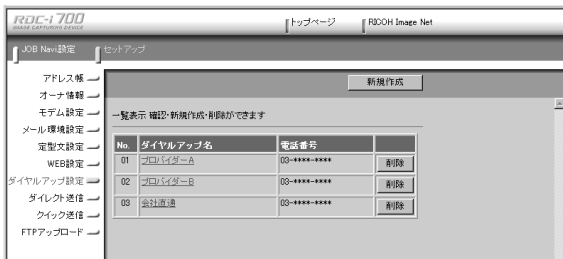 RDC-i 700
IMAGE CAPTURING DEVICE
トップページ RICOH Image Net
JOB Navi設定 セットアップ
アドレス帳
オーナ情報
モデム設定
メール環境設定
定型文設定
WEB設定
ダイヤルアップ設定
ダイレクト送信
クイック送信
FTPアップロード
新規作成
一覧表示 確認・新規作成・削除ができます
No. ダイヤルアップ名 電話番号
01 プロバイダーA 03-****-**** 削除
02 プロバイダーB 03-****-**** 削除
03 会社直通 03-****-**** 削除